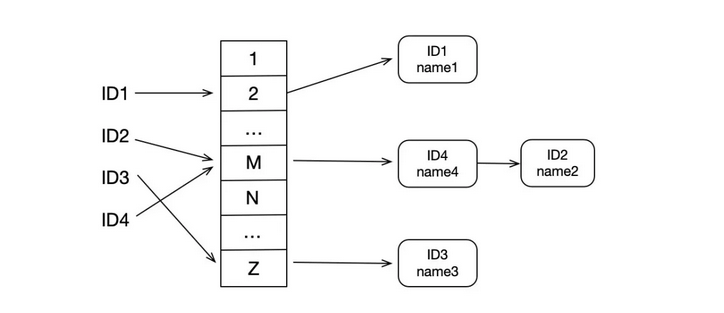 ID1
ID2
ID3
ID4
1
2
...
M
N
...
Z
ID1
name1
ID4
name4
ID2
name2
ID3
name3